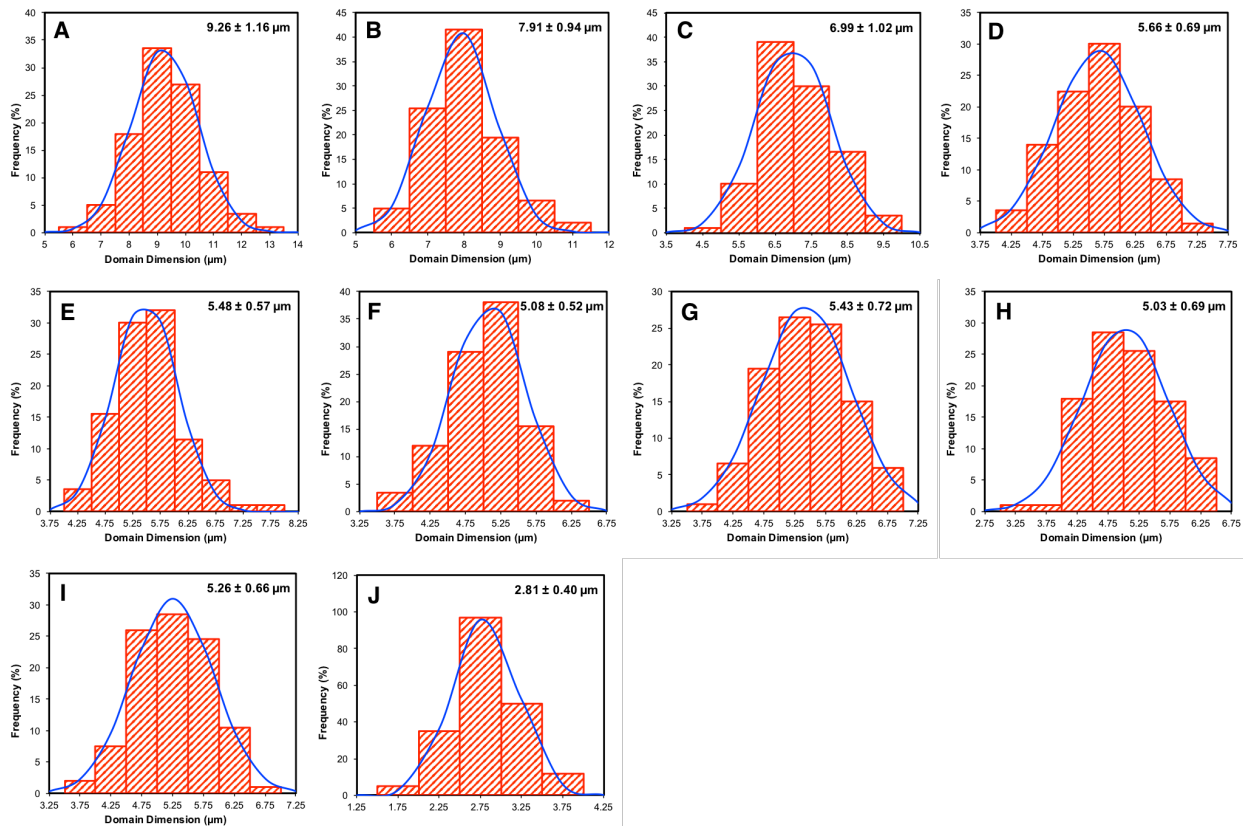 A
9.26 ± 1.16 µm
Frequency (%)
40
35
30
25
20
15
10
5
0
5 6 7 8 9 10 11 12 13 14
Domain Dimension (µm)
B
7.91 ± 0.94 µm
Frequency (%)
45
40
35
30
25
20
15
10
5
0
5 6 7 8 9 10 11 12
Domain Dimension (µm)
C
6.99 ± 1.02 µm
Frequency (%)
45
40
35
30
25
20
15
10
5
0
3.5 4.5 5.5 6.5 7.5 8.5 9.5 10.5
Domain Dimension (µm)
D
5.66 ± 0.69 µm
Frequency (%)
35
30
25
20
15
10
5
0
3.75 4.25 4.75 5.25 5.75 6.25 6.75 7.25 7.75
Domain Dimension (µm)
E
5.48 ± 0.57 µm
Frequency (%)
35
30
25
20
15
10
5
0
3.75 4.25 4.75 5.25 5.75 6.25 6.75 7.25 7.75 8.25
Domain Dimension (µm)
F
5.08 ± 0.52 µm
Frequency (%)
40
35
30
25
20
15
10
5
0
3.25 3.75 4.25 4.75 5.25 5.75 6.25 6.75
Domain Dimension (µm)
G
5.43 ± 0.72 µm
Frequency (%)
30
25
20
15
10
5
0
3.25 3.75 4.25 4.75 5.25 5.75 6.25 6.75 7.25
Domain Dimension (µm)
H
5.03 ± 0.69 µm
Frequency (%)
35
30
25
20
15
10
5
0
2.75 3.25 3.75 4.25 4.75 5.25 5.75 6.25 6.75
Domain Dimension (µm)
I
5.26 ± 0.66 µm
Frequency (%)
35
30
25
20
15
10
5
0
3.25 3.75 4.25 4.75 5.25 5.75 6.25 6.75 7.25
Domain Dimension (µm)
J
2.81 ± 0.40 µm
Frequency (%)
120
100
80
60
40
20
0
1.25 1.75 2.25 2.75 3.25 3.75 4.25
Domain Dimension (µm)